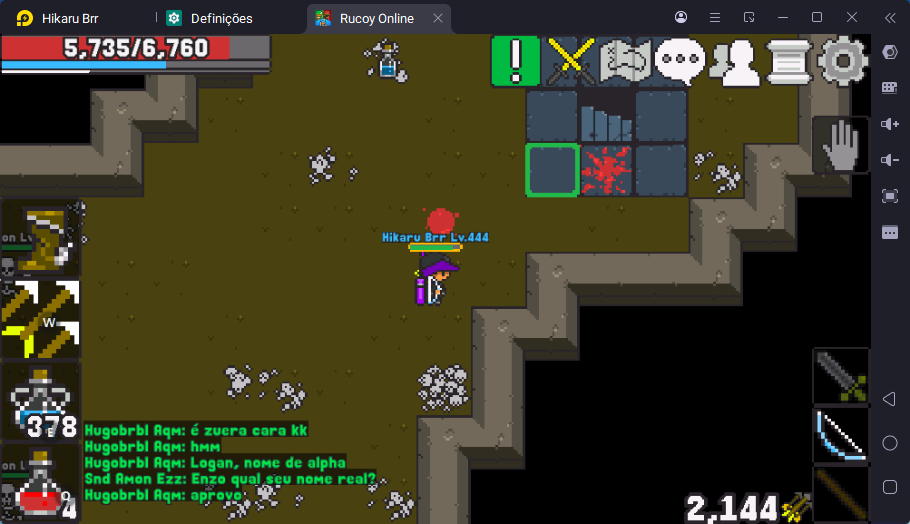 Hikaru Brr
Definições
Rucoy Online
5,735/6,760
Hikaru Brr Lv.444
W
378
E
Hugobrbl Aqm: é zuera cara kk
Hugobrbl Aqm: hmm
Hugobrbl Aqm: Logan, nome de alpha
Snd Amon Ezz: Enzo qual seu nome real?
Hugobrbl Aqm: aprovo
2,144